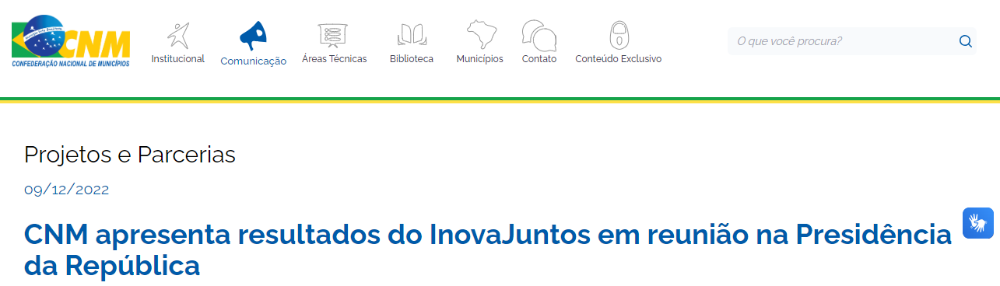 CNM
CONFEDERAÇÃO NACIONAL DE MUNICÍPIOS
Institucional
Comunicação
Áreas Técnicas
Biblioteca
Municípios
Contato
Conteúdo Exclusivo
O que você procura?
Projetos e Parcerias
09/12/2022
CNM apresenta resultados do InovaJuntos em reunião na Presidência
da República